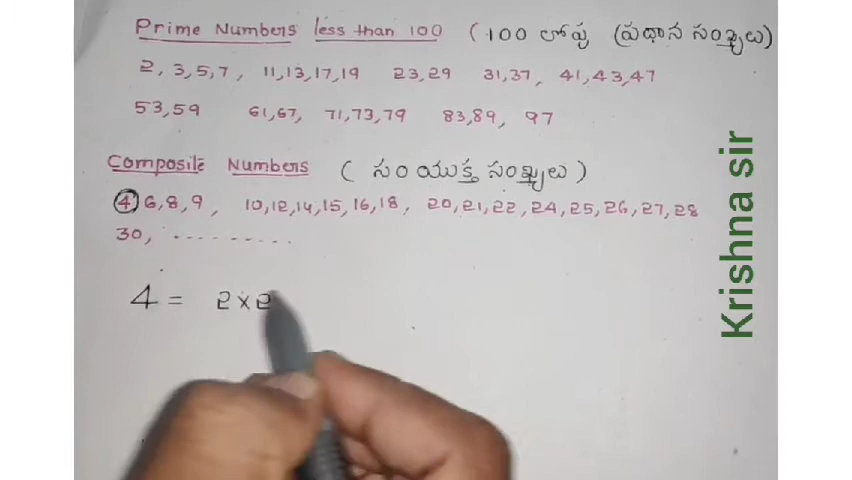 Prime Numbers less than 100 (100 లోపు (ప్రధాన సంఖ్యలు)
2, 3, 5, 7, 11, 13, 17, 19 23, 29 31, 37, 41, 43, 47
53, 59 61, 67, 71, 73, 79 83, 89, 97
Composite Numbers (సంయుక్త సంఖ్యలు)
4 6, 8, 9, 10, 12, 14, 15, 16, 18, 20, 21, 22, 24, 25, 26, 27, 28
30, ..........
4 = 2 x 2
Krishna sir